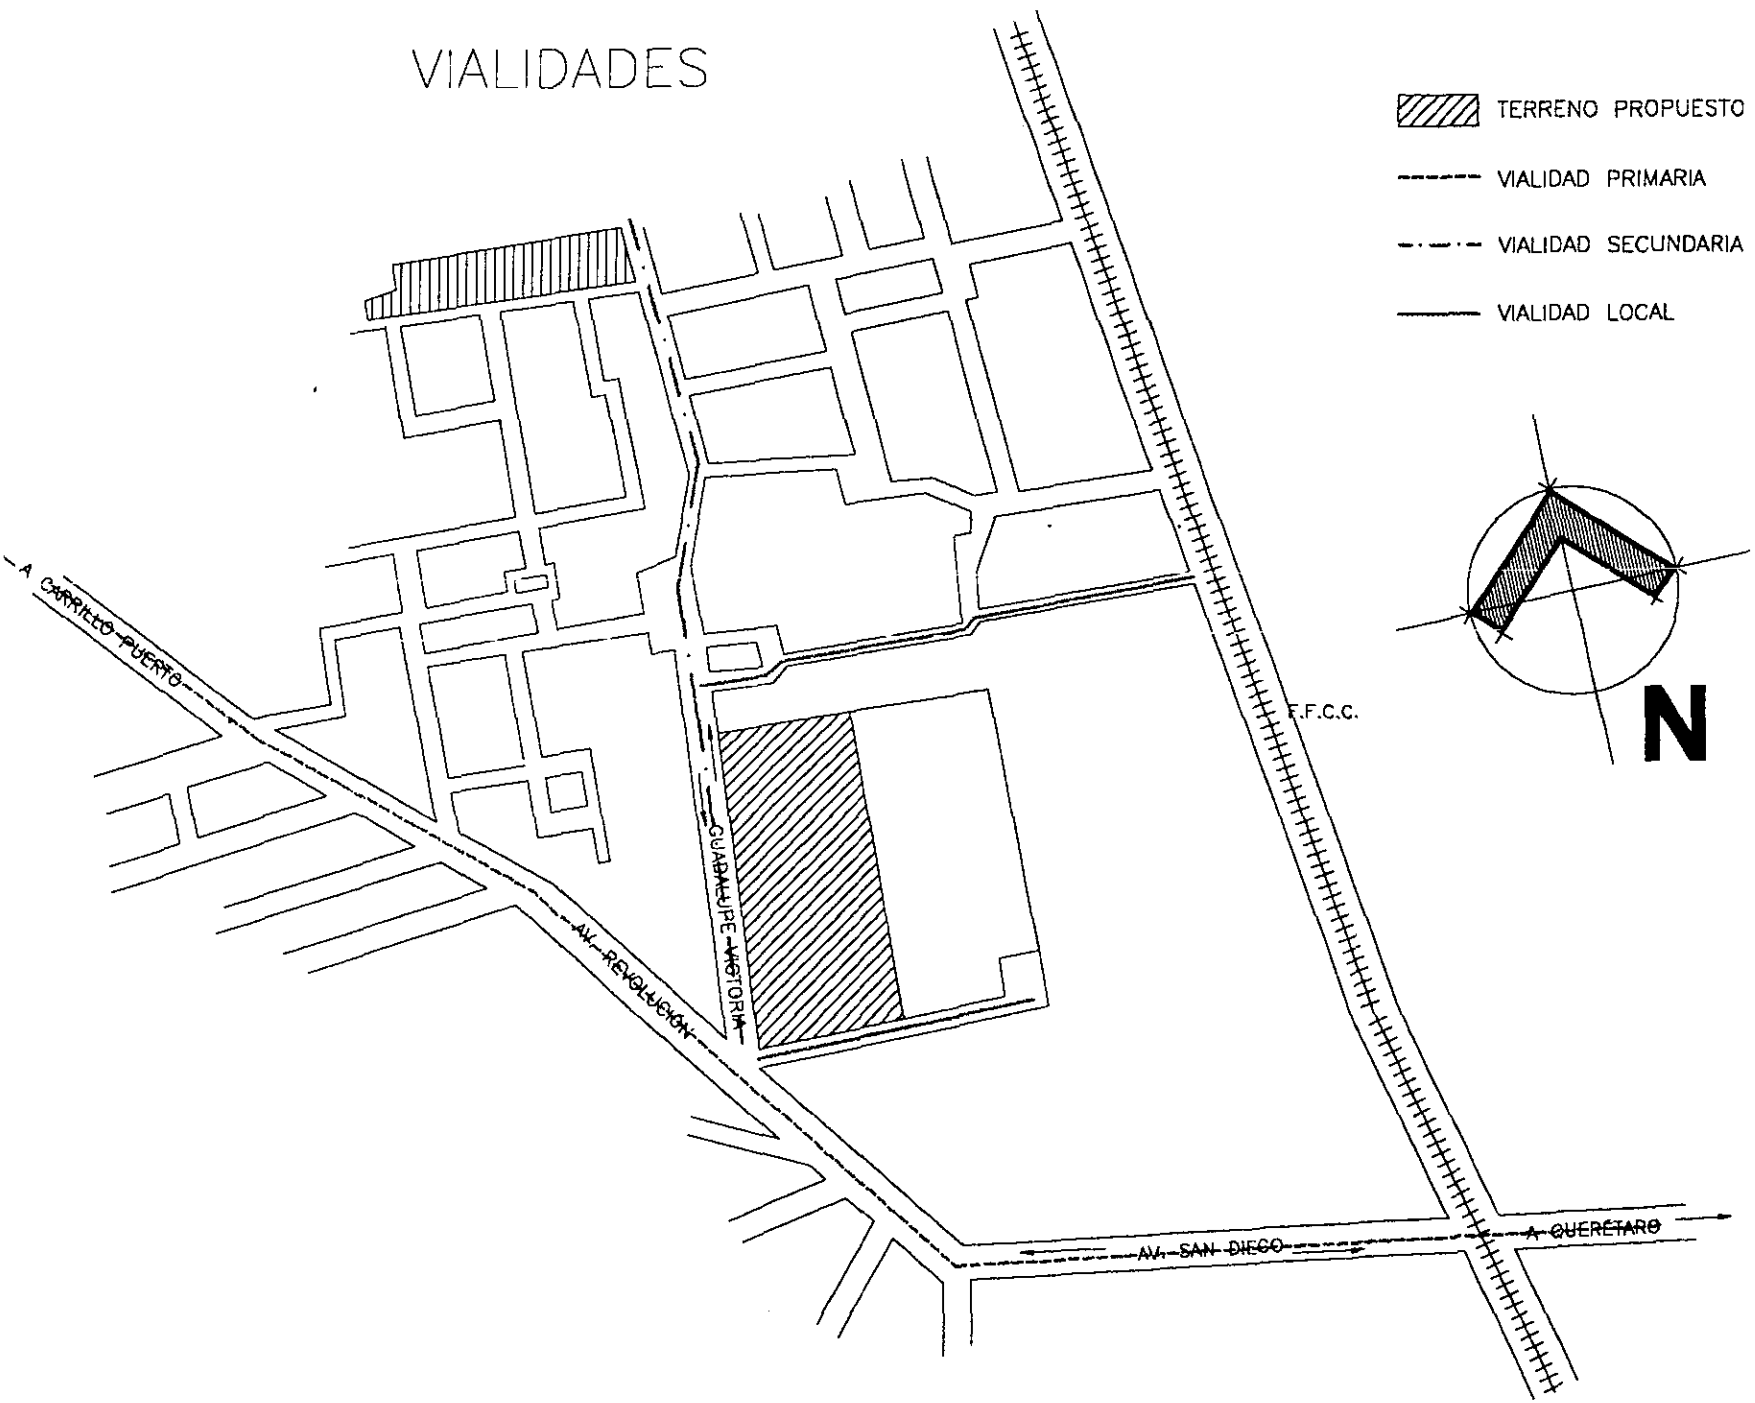 VIALIDADES
TERRENO PROPUESTO
VIALIDAD PRIMARIA
VIALIDAD SECUNDARIA
VIALIDAD LOCAL
A CARRILLO PUERTO
F.F.C.C.
N
GUADALUPE VICTORIA
AV. REVOLUCION
AV. SAN DIEGO
A QUERETARO